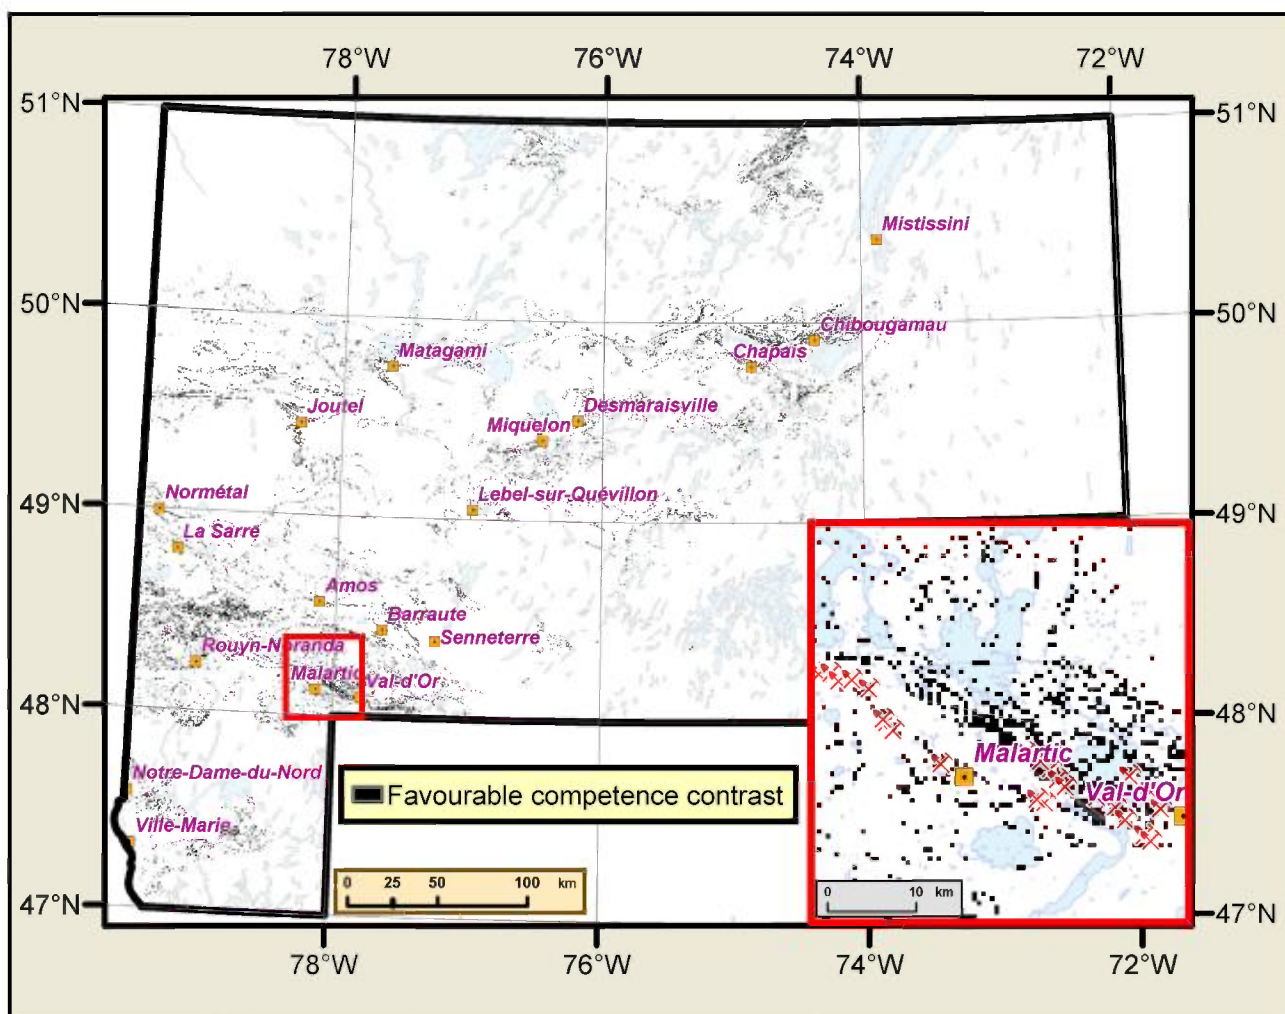 78°W 76°W 74°W 72°W
51°N 51°N
Mistissini
50°N 50°N
Chibougamau
Matagami Chapais
Joutel Desmaraisville
Miquelon
Normétal Lebel-sur-Quévillon
49°N 49°N
La Sarre
Amos
Barraute
Rouyn-Noranda Senneterre
Malartic Val-d'Or
48°N 48°N
Malartic
Notre-Dame-du-Nord
Favourable competence contrast Val-d'Or
Ville-Marie
0 25 50 100 km 0 10 km
47°N 47°N
78°W 76°W 74°W 72°W